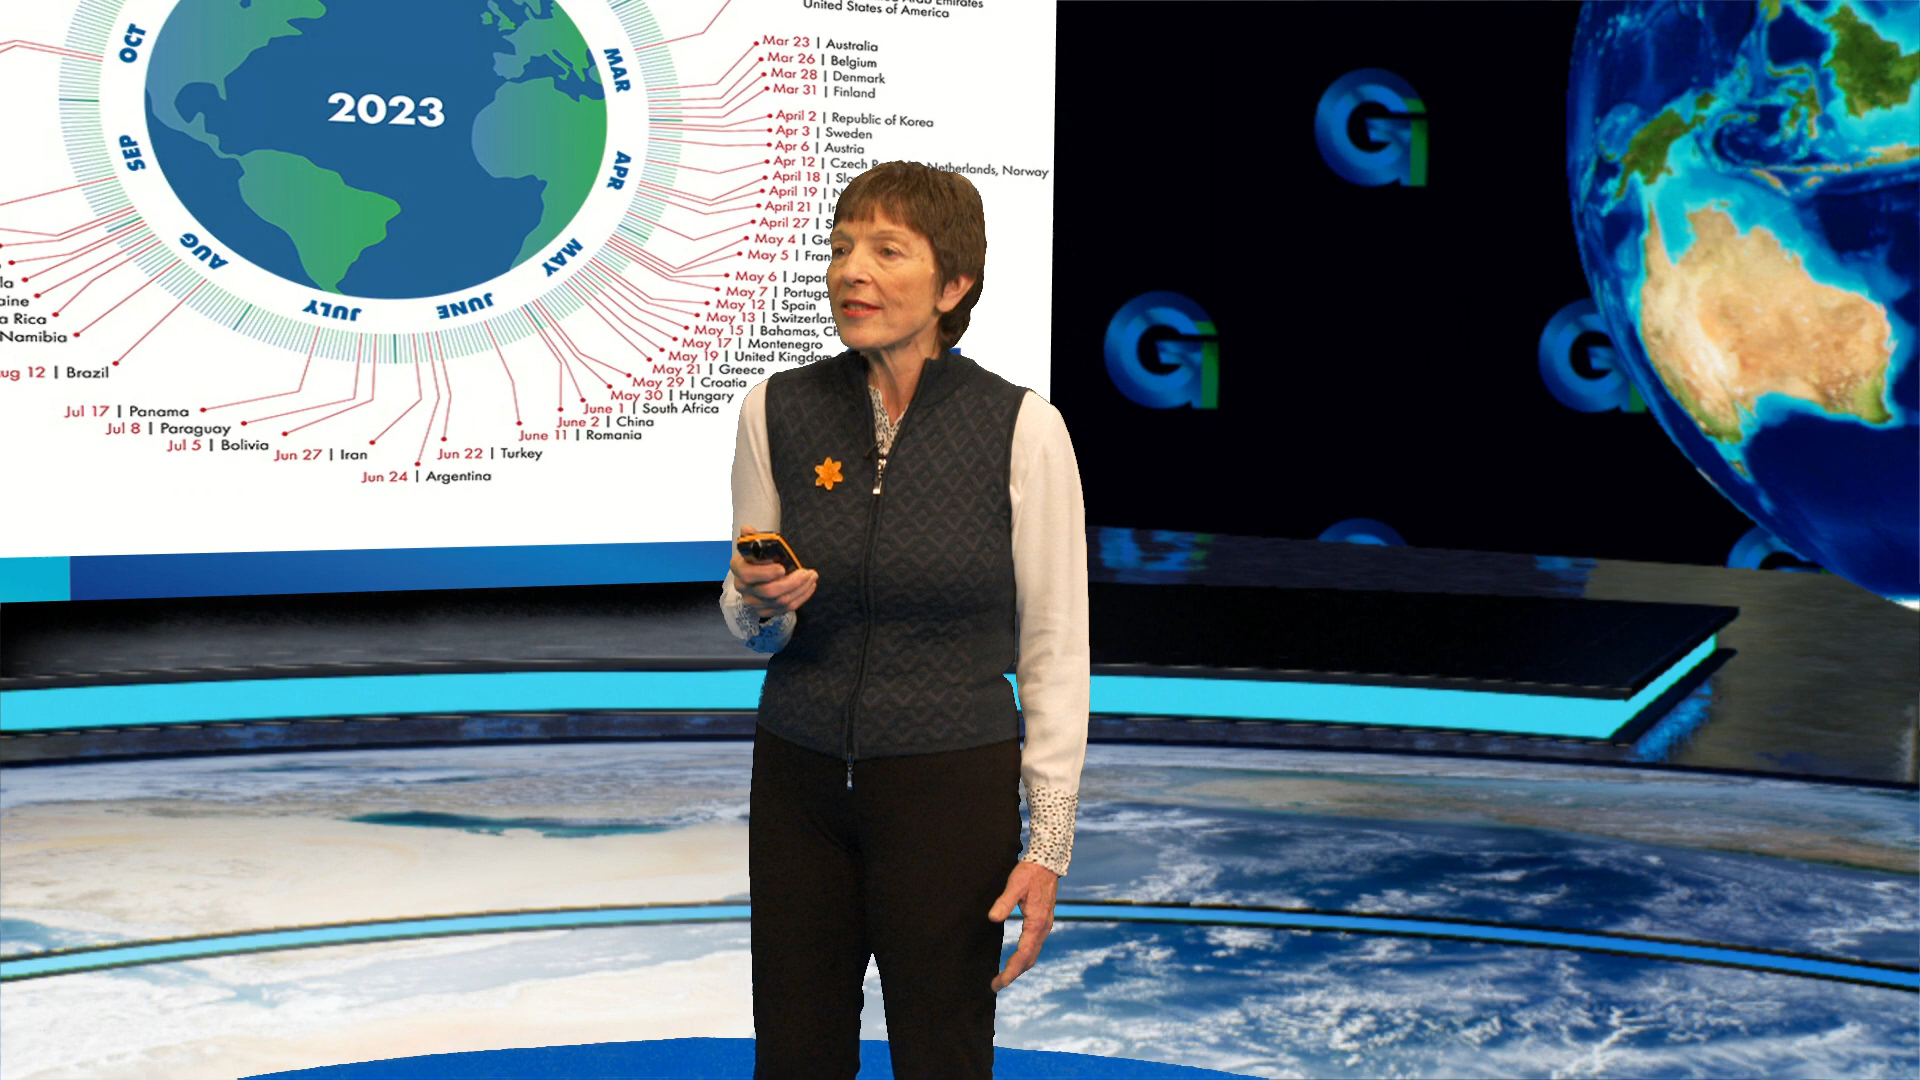 United States of America
Mar 23 | Australia
Mar 26 | Belgium
Mar 28 | Denmark
Mar 31 | Finland
April 2 | Republic of Korea
Apr 3 | Sweden
Apr 6 | Austria
Apr 12 | Czech Netherlands, Norway
April 18 |
April 19 |
April 21 |
April 27 |
May 4 |
May 5 |
May 6 | Japan
May 7 |
May 12 | Spain
May 13 |
May 15 | Bahamas,
May 17 | Montenegro
May 19 | United Kingdom
May 21 | Greece
May 29 | Croatia
May 30 | Hungary
June 1 | South Africa
June 2 | China
June 11 | Romania
Jun 22 | Turkey
Jun 24 | Argentina
Jun 27 | Iran
Jul 5 | Bolivia
Jul 8 | Paraguay
Jul 17 | Panama
12 | Brazil
Namibia
Rica
OCT
SEP
AUG
JULY
JUNE
MAY
APR
MAR
2023
G1
G1
G1